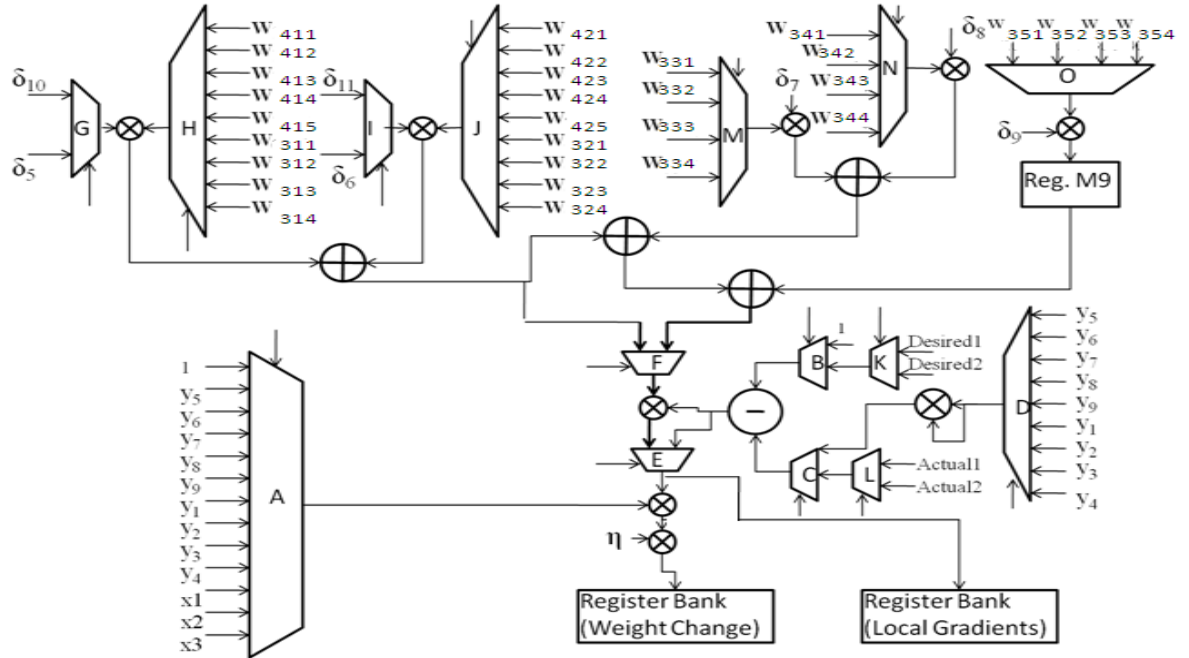 δ10
δ5
G
H
W 411
W 412
W 413
W 414
W 415
W 311
W 312
W 313
W 314
δ11
δ6
I
J
W 421
W 422
W 423
W 424
W 425
W 321
W 322
W 323
W 324
W331
W332
W333
W334
M
δ7
W341
W342
W343
W344
N
δ8
W 351 W 352 W 353 W 354
O
δ9
Reg. M9
F
E
B
1
K
Desired1
Desired2
C
L
Actual1
Actual2
D
y5
y6
y7
y8
y9
y1
y2
y3
y4
1
y5
y6
y7
y8
y9
y1
y2
y3
y4
x1
x2
x3
A
η
Register Bank
(Weight Change)
Register Bank
(Local Gradients)